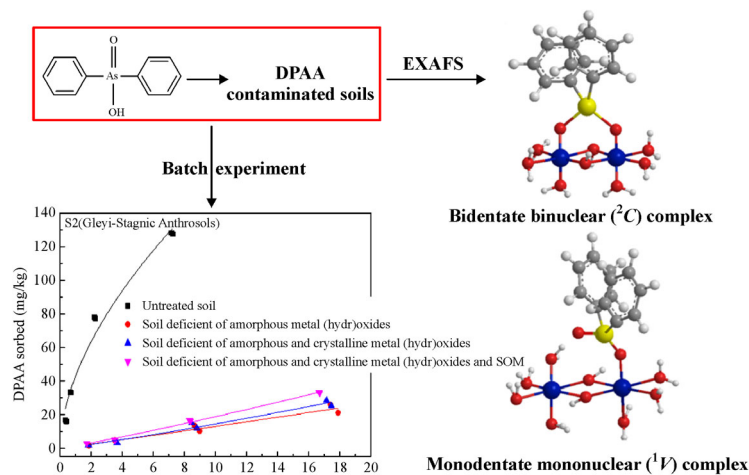 O
As
OH
DPAA
contaminated soils
EXAFS
Batch experiment
Bidentate binuclear (²C) complex
Monodentate mononuclear (¹V) complex
S2(Gleyi-Stagnic Anthrosols)
Untreated soil
Soil deficient of amorphous metal (hydr)oxides
Soil deficient of amorphous and crystalline metal (hydr)oxides
Soil deficient of amorphous and crystalline metal (hydr)oxides and SOM
DPAA sorbed (mg/kg)
140
120
100
80
60
40
20
0
0 2 4 6 8 10 12 14 16 18 20